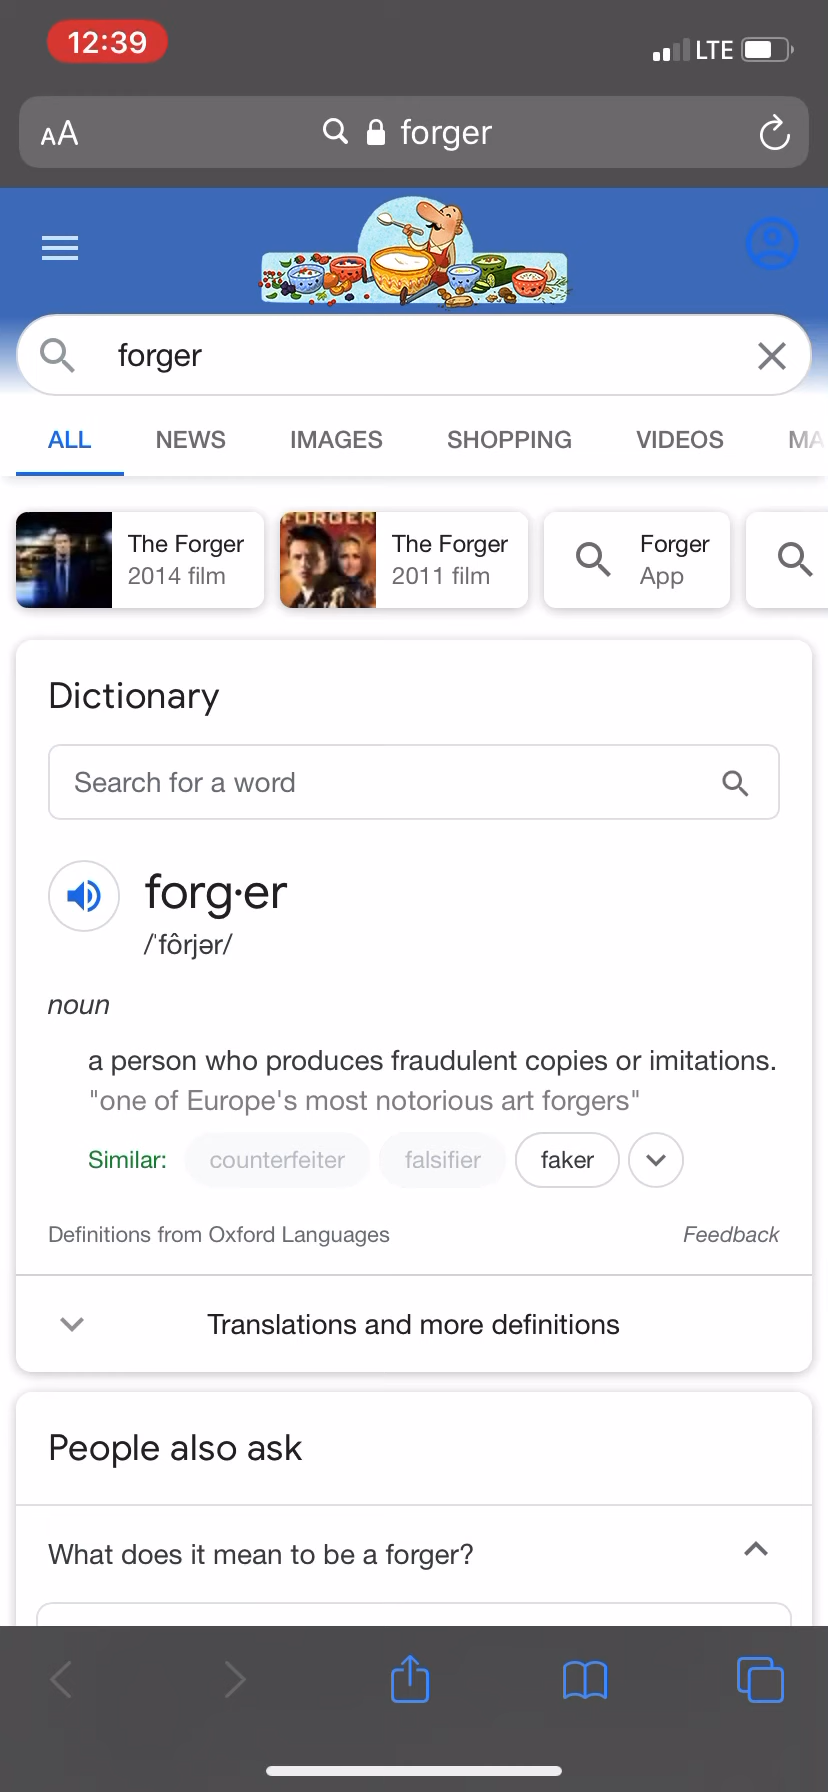 12:39
LTE
AA
forger
forger
ALL NEWS IMAGES SHOPPING VIDEOS MA
FORGER
The Forger
2014 film
The Forger
2011 film
Forger
App
Dictionary
Search for a word
forg·er
/ˈfôrjər/
noun
a person who produces fraudulent copies or imitations.
"one of Europe's most notorious art forgers"
Similar: counterfeiter falsifier faker
Definitions from Oxford Languages Feedback
Translations and more definitions
People also ask
What does it mean to be a forger?